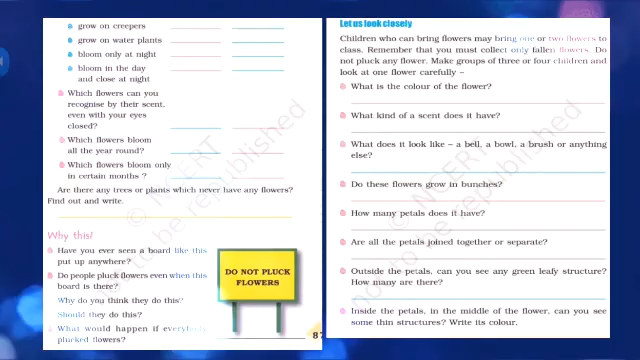 grow on creepers
grow on water plants
bloom only at night
bloom in the day
and close at night
Which flowers can you
recognise by their scent,
even with your eyes
closed?
Which flowers bloom
all the year round?
Which flowers bloom only
in certain months ?
Are there any trees or plants which never have any flowers?
Find out and write.
Why this!
Have you ever seen a board like this
put up anywhere?
Do people pluck flowers even when this
board is there?
Why do you think they do this?
Should they do this?
What would happen if everybody
plucked flowers?
DO NOT PLUCK
FLOWERS
87
Let us look closely
Children who can bring flowers may bring one or two flowers to
class. Remember that you must collect only fallen flowers. Do
not pluck any flower. Make groups of three or four children and
look at one flower carefully –
What is the colour of the flower?
What kind of a scent does it have?
What does it look like – a bell, a bowl, a brush or anything
else?
Do these flowers grow in bunches?
How many petals does it have?
Are all the petals joined together or separate?
Outside the petals, can you see any green leafy structure?
How many are there?
Inside the petals, in the middle of the flower, can you see
some thin structures? Write its colour.
© NCERT
not to be republished
© NCERT
not to be republished